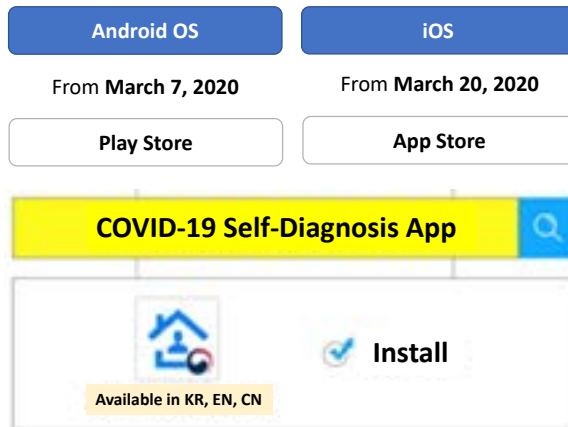 Android OS
iOS
From March 7, 2020
From March 20, 2020
Play Store
App Store
COVID-19 Self-Diagnosis App
Install
Available in KR, EN, CN